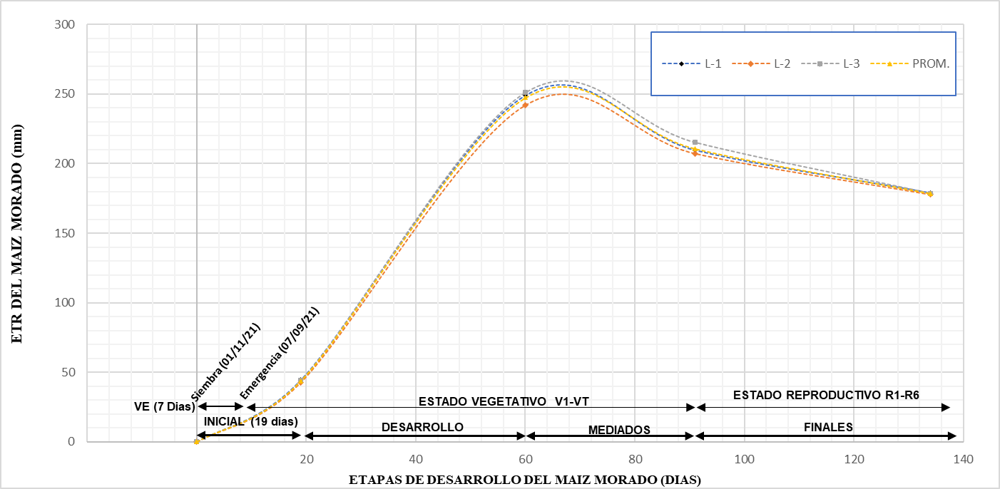 300
250
200
150
100
50
0
ETR DEL MAIZ MORADO (mm)
L-1
L-2
L-3
PROM.
Siembra (01/11/21)
Emergencia (07/09/21)
VE (7 Dias)
ESTADO VEGETATIVO V1-VT
ESTADO REPRODUCTIVO R1-R6
INICIAL (19 dias)
DESARROLLO
MEDIADOS
FINALES
20
40
60
80
100
120
140
ETAPAS DE DESARROLLO DEL MAIZ MORADO (DIAS)